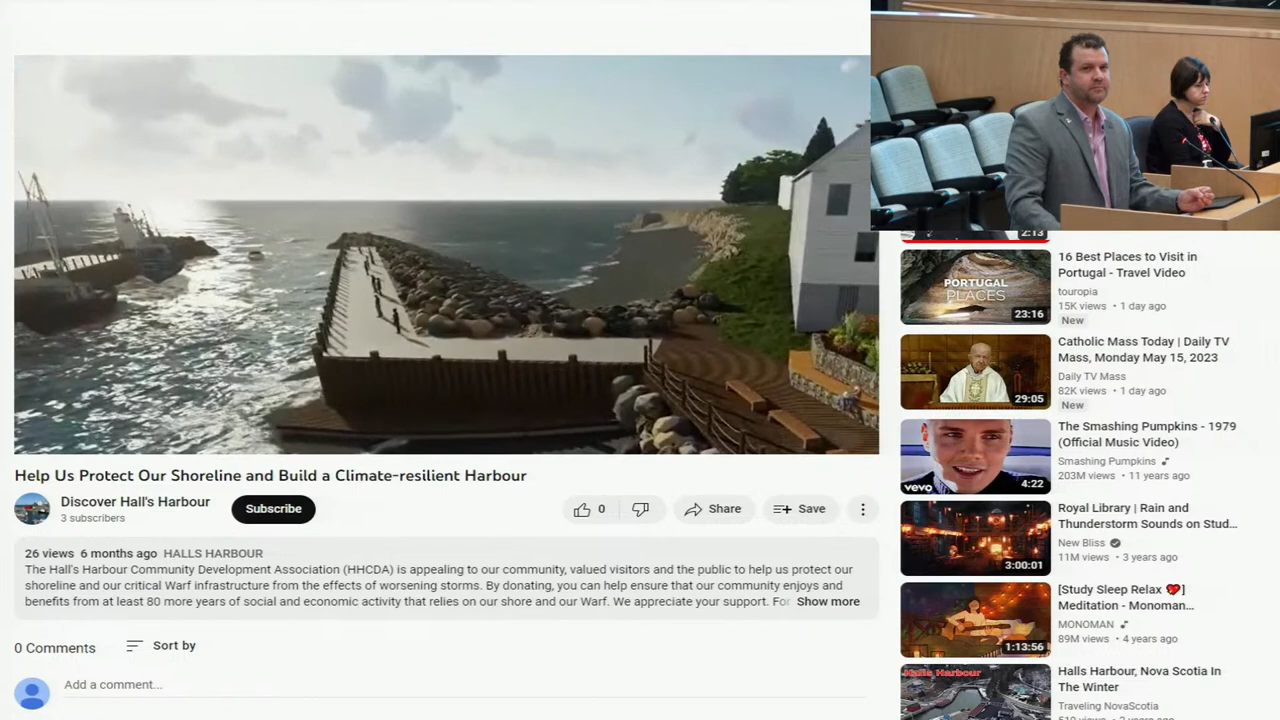 Help Us Protect Our Shoreline and Build a Climate-resilient Harbour
Discover Hall's Harbour
3 subscribers
Subscribe
0
Share
Save
26 views 6 months ago HALLS HARBOUR
The Hall's Harbour Community Development Association (HHCDA) is appealing to our community, valued visitors and the public to help us protect our
shoreline and our critical Warf infrastructure from the effects of worsening storms. By donating, you can help ensure that our community enjoys and
benefits from at least 80 more years of social and economic activity that relies on our shore and our Warf. We appreciate your support. For Show more
0 Comments
Sort by
Add a comment...
2:13
PORTUGAL
PLACES
23:16
16 Best Places to Visit in
Portugal - Travel Video
touropia
15K views • 1 day ago
New
29:05
Catholic Mass Today | Daily TV
Mass, Monday May 15, 2023
Daily TV Mass
82K views • 1 day ago
New
vevo
4:22
The Smashing Pumpkins - 1979
(Official Music Video)
Smashing Pumpkins
203M views • 11 years ago
3:00:01
Royal Library | Rain and
Thunderstorm Sounds on Stud...
New Bliss
11M views • 3 years ago
1:13:56
[Study Sleep Relax 💖]
Meditation - Monoman...
MONOMAN
89M views • 4 years ago
Halls Harbour
Halls Harbour, Nova Scotia In
The Winter
Traveling NovaScotia